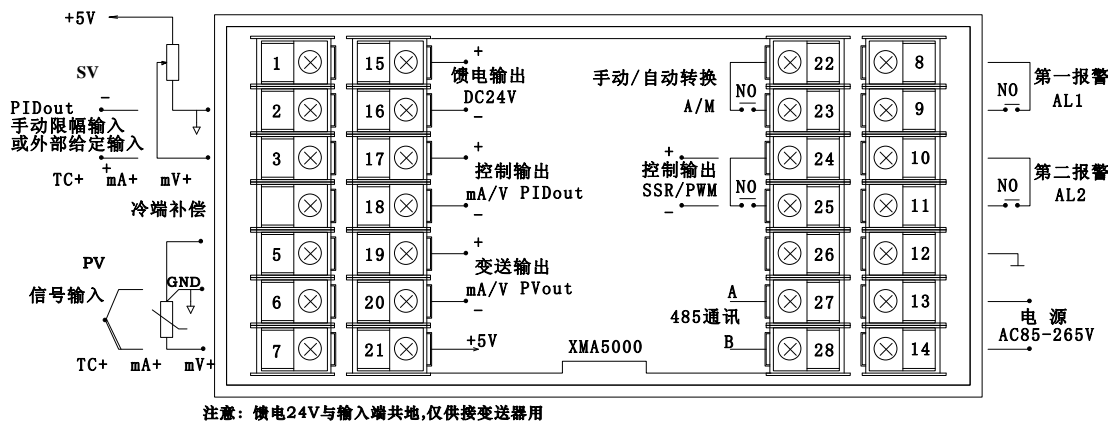 +5V
SV
PIDout
手动限幅输入
或外部给定输入
TC+ mA+ mV+
冷端补偿
PV
GND
信号输入
TC+ mA+ mV+
1
2
3
5
6
7
15
16
17
18
19
20
21
+
馈电输出
DC24V
-
+
控制输出
mA/V PIDout
-
+
变送输出
mA/V PVout
-
+5V
XMA5000
手动/自动转换
A/M
NO
+
控制输出
SSR/PWM
-
NO
A
485通讯
B
22
23
24
25
26
27
28
8
9
10
11
12
13
14
NO
第一报警
AL1
NO
第二报警
AL2
电 源
AC85-265V
注意: 馈电24V与输入端共地,仅供接变送器用